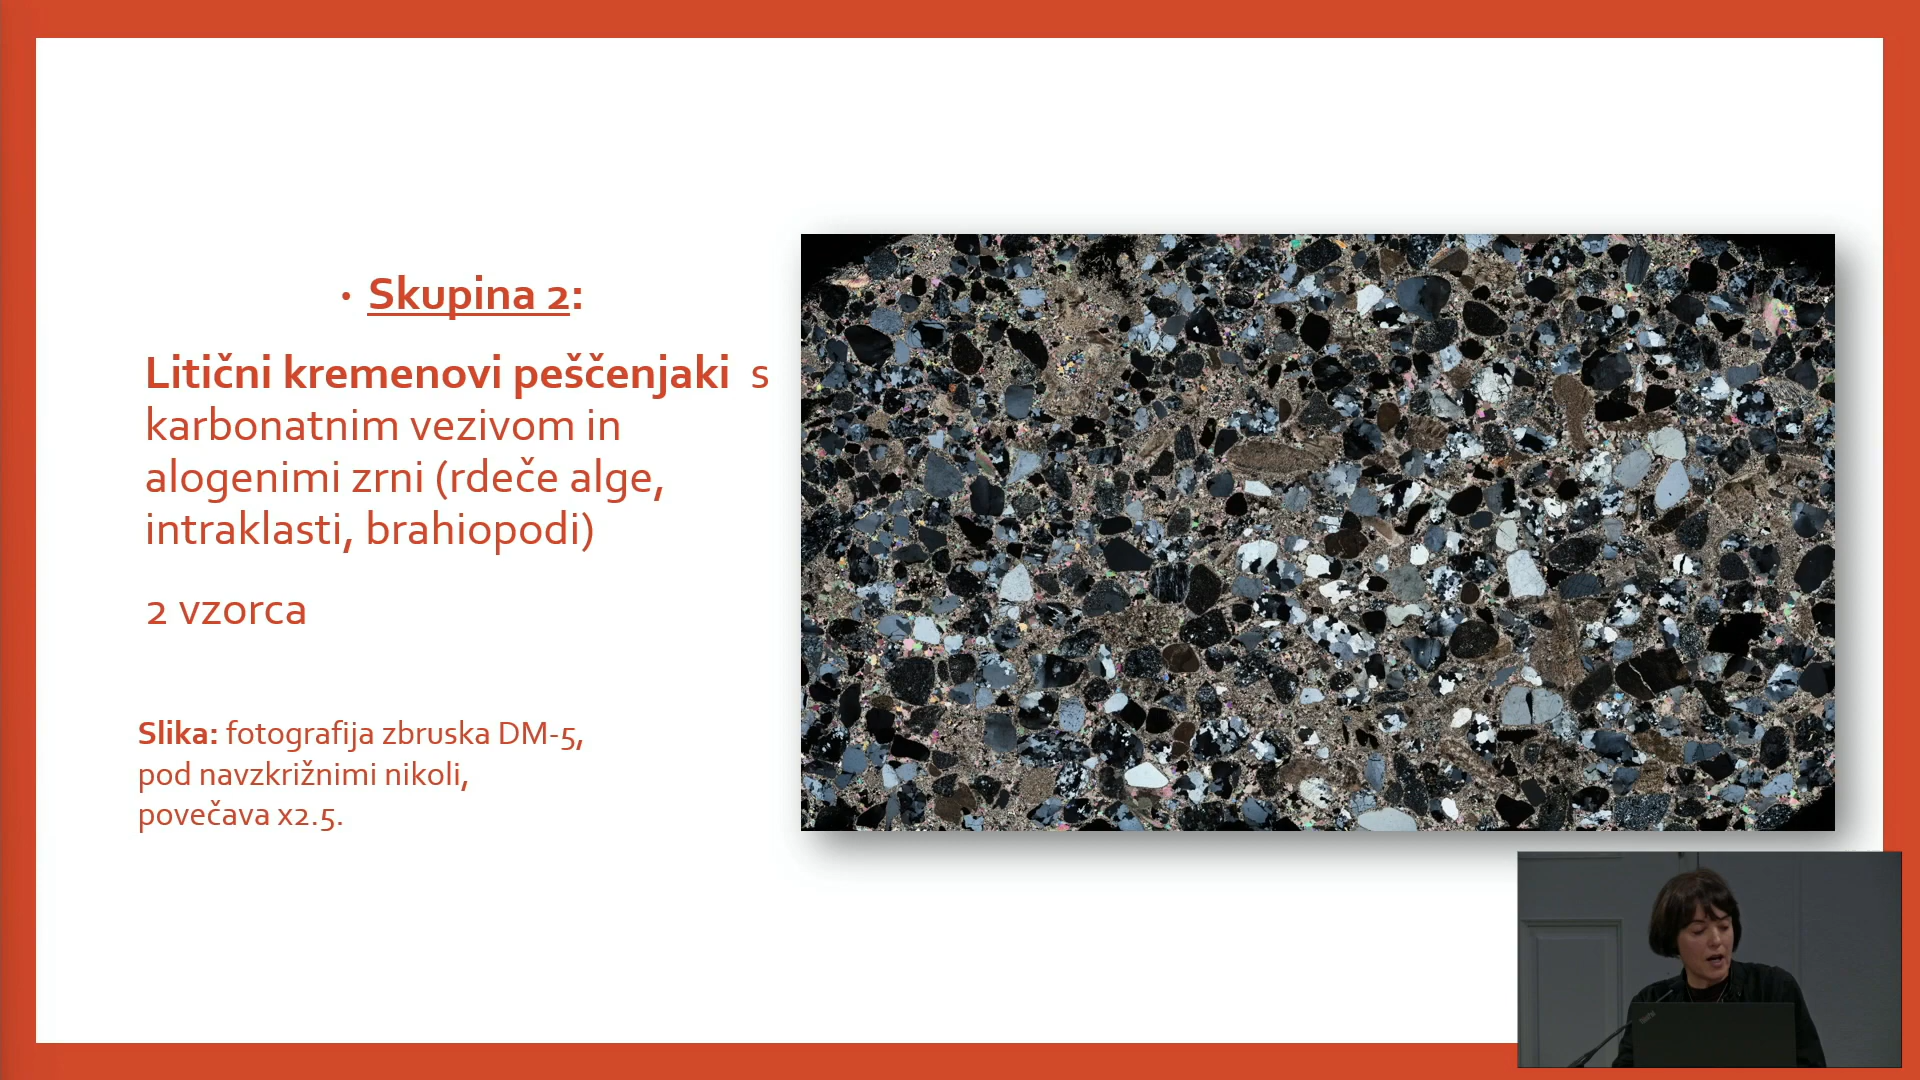 • Skupina 2:
Litični kremenovi peščenjaki s
karbonatnim vezivom in
alogenimi zrni (rdeče alge,
intraklasti, brahiopodi)
2 vzorca
Slika: fotografija zbruska DM-5,
pod navzkrižnimi nikoli,
povečava x2.5.